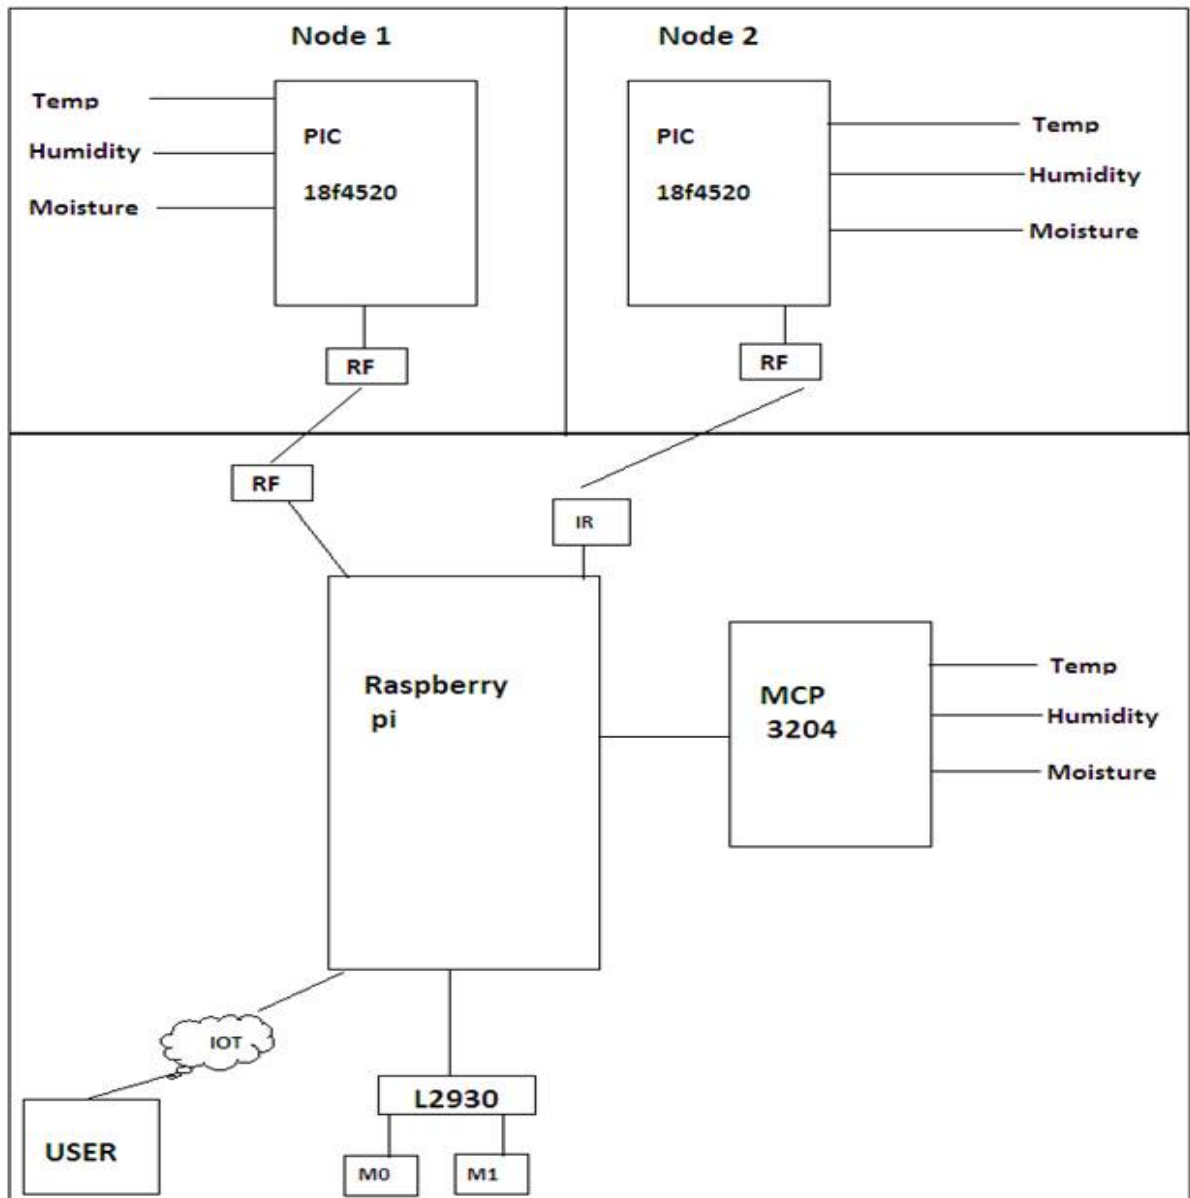 Node 1
Temp
Humidity
Moisture
PIC
18f4520
RF
Node 2
PIC
18f4520
Temp
Humidity
Moisture
RF
RF
IR
Raspberry
pi
MCP
3204
Temp
Humidity
Moisture
IOT
USER
L2930
M0
M1